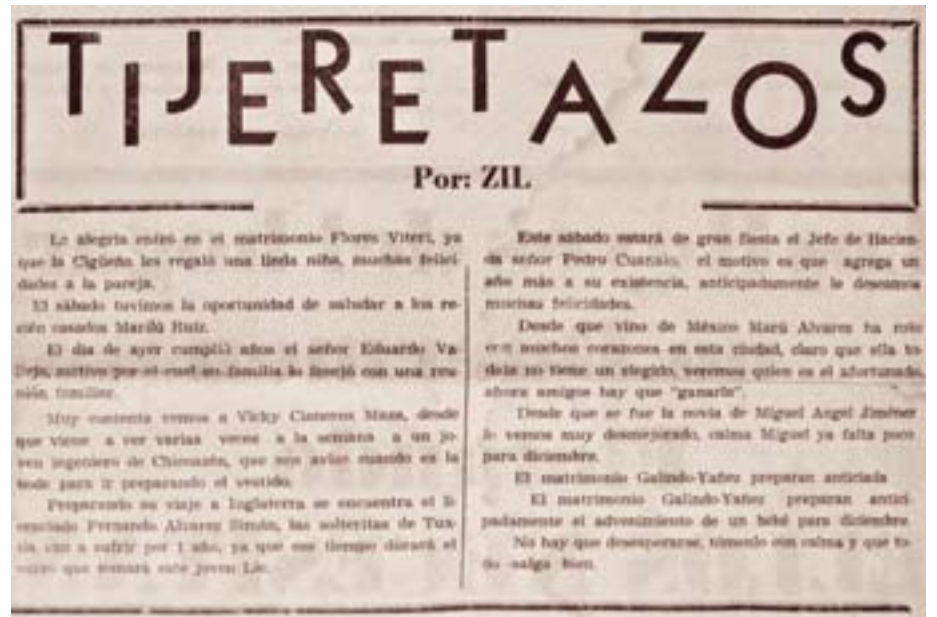 TIJERETAZOS
Por: ZIL
La alegria entró en el matrimonio Flores Viteri, ya
que la Cigüeña les regaló una linda niña, muchas felici
dades a la pareja.
El sábado tuvimos la oportunidad de saludar a los re
cién casados Marilú Ruiz.
El dia de ayer cumplió años el señor Eduardo Va
llejo, motivo por el cual su familia lo festejó con una reu
nión familiar.
Muy contenta vemos a Vicky Cisneros Maza, desde
que viene a ver varias veces a la semana a un jo
ven ingeniero de Chicoasén, que nos avise cuando es la
boda para ir preparando el vestido.
Preparando su viaje a Inglaterra se encuentra el li
cenciado Fernando Alvarez Simán, las solteritas de Tux
tla van a sufrir por 1 año, ya que ese tiempo durará el
curso que tomará este joven Lic.
Este sábado estará de gran fiesta el Jefe de Hacien
da señor Pedro Cuanalo, el motivo es que agrega un
año más a su existencia, anticipadamente le deseamos
muchas felicidades.
Desde que vino de México Marú Alvarez ha roto
con muchos corazones en esta ciudad, claro que ella to
davía no tiene un elegido, veremos quien es el afortunado,
ahora amigos hay que "ganarle".
Desde que se fue la novia de Miguel Angel Jiménez
lo vemos muy desmejorado, calma Miguel ya falta poco
para diciembre.
El matrimonio Galindo-Yañez preparan anticiada
El matrimonio Galindo-Yañez preparan antici
padamente el advenimiento de un bebé para diciembre
No hay que desesperarse, tómenlo con calma y que to
do salga bien.